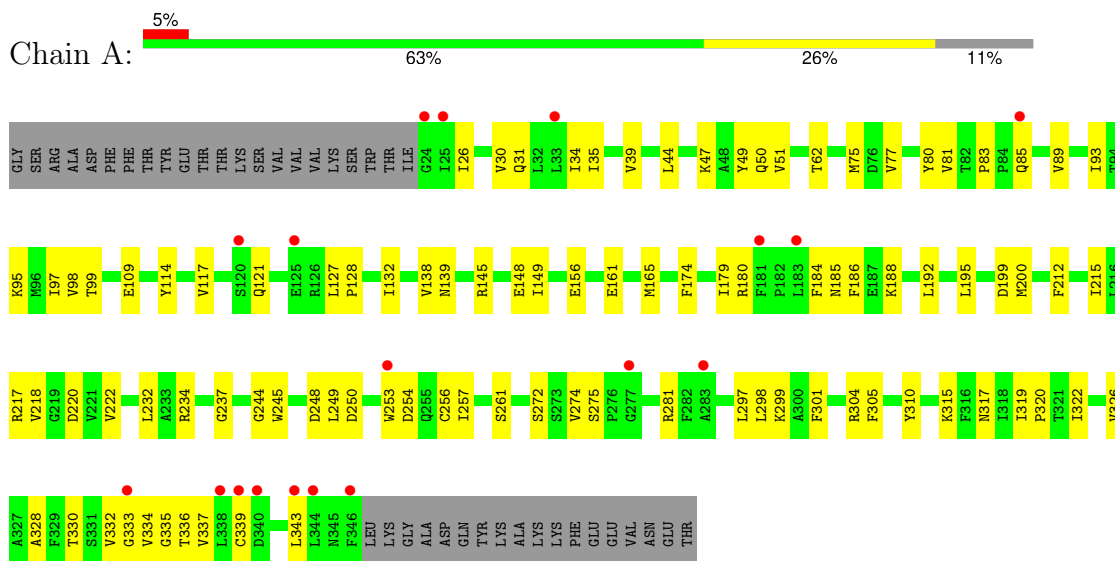 5%
Chain A:
63% 26% 11%
GLY SER ARG ALA ASP PHE PHE THR TYR GLU THR THR LYS SER VAL VAL VAL LYS SER TRP THR ILE G24 I25 I26 V30 Q31 L32 L33 I34 I35 V39 L44 K47 A48 Y49 Q50 V51 T62 M75 D76 V77 Y80 V81 T82 P83 P84 Q85 V89 I93 T94
K95 M96 I97 V98 T99 E109 Y114 V117 S120 Q121 E125 R126 L127 P128 I132 V138 N139 R145 E148 I149 E156 E161 M165 F174 I179 R180 F181 P182 L183 F184 N185 F186 E187 K188 L192 L195 D199 M200 F212 I215 L216
R217 V218 G219 D220 V221 V222 L232 A233 R234 G237 G244 W245 D248 L249 D250 W253 D254 Q255 C256 I257 S261 S272 S273 V274 S275 P276 G277 R281 F282 A283 L297 L298 K299 A300 F301 R304 F305 Y310 K315 F316 N317 I318 I319 P320 T321 I322 V326
A327 A328 F329 T330 S331 V332 G333 V334 G335 T336 V337 L338 C339 D340 L343 L344 N345 F346 LEU LYS GLY ALA ASP GLN TYR LYS ALA LYS LYS PHE GLU GLU VAL ASN GLU THR